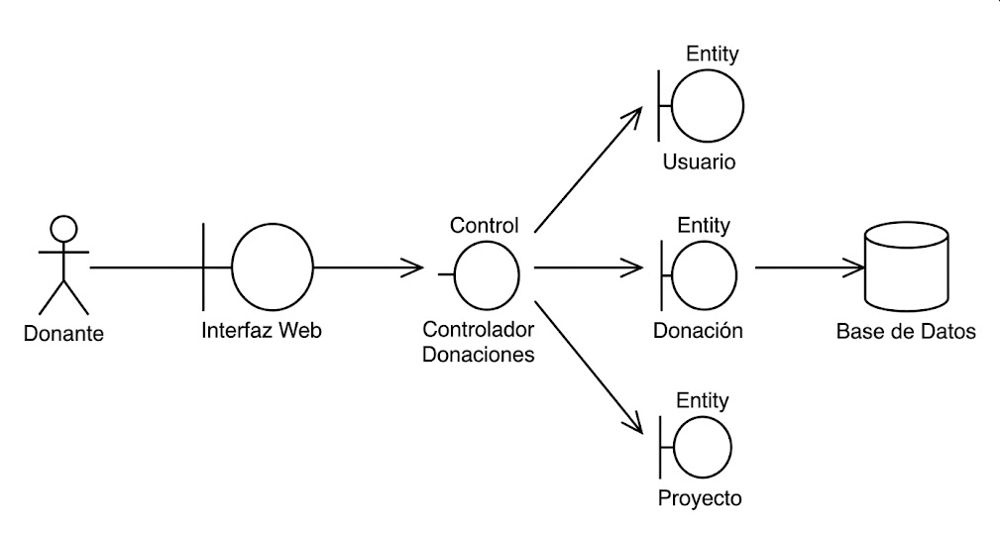 Entity
Usuario
Control
Entity
Donante
Interfaz Web
Controlador
Donaciones
Donación
Base de Datos
Entity
Proyecto